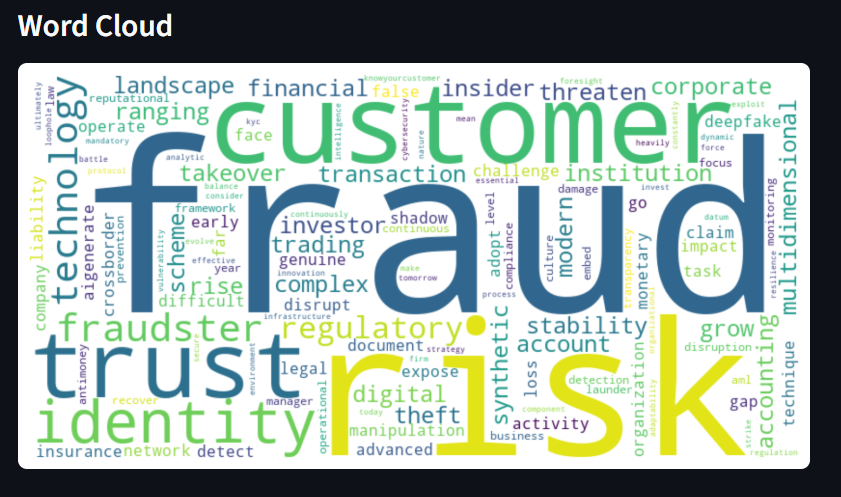 Word Cloud
ultimately
loophole
law
technology
landscape
financial
knowyourcustomer
false
insider
threaten
foresight
corporate
reputational
ranging
operate
mandatory
battle
protocol
analytic
customer
kyc
face
intelligence
cybersecurity
nature
mean
heavily
constantly
exploit
deepfake
dynamic
force
focus
multidimensional
takeover
balance
consider
transaction
challenge
essential
institution
damage
invest
fraud
liability
company
aigenerate
crossborder
prevention
vulnerability
scheme
framework
early
evolve
far
effective
year
rise
difficult
continuously
investor
shadow
continuous
trading
genuine
innovation
complex
disrupt
infrastructure
make
tomorrow
level
adopt
compliance
process
culture
modern
embed
go
transparency
monetary
organizational
datum
claim
impact
task
monitoring
resilience
fraudster
regulatory
document
strategy
firm
expose
synthetic
stability
account
grow
disruption
accounting
technique
trust
antimoney
secure
environment
legal
manager
recover
operational
risk
digital
today
theft
manipulation
advanced
component
loss
activity
business
detection
launder
organization
adaptability
aml
gap
strike
regulation
identity
insurance
network
detect